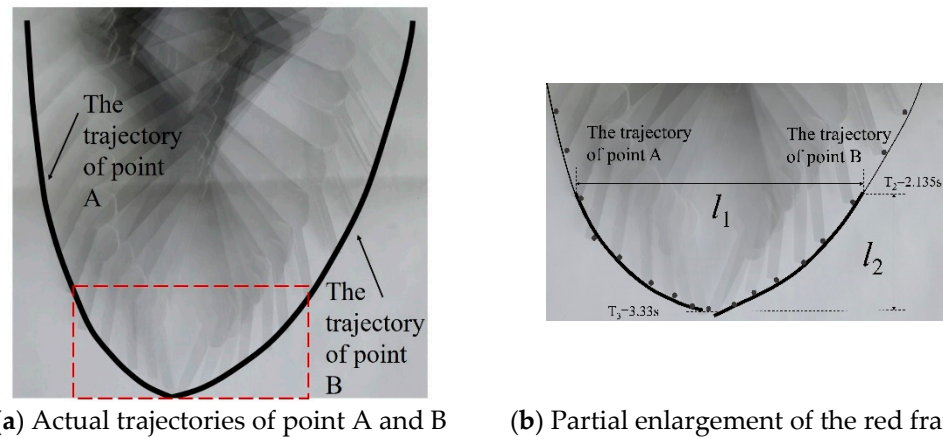 The
trajectory
of point
A
The
trajectory
of point
B
The trajectory
of point A
The trajectory
of point B
T₂=2.135s
l₁
l₂
T₃=3.33s
(a) Actual trajectories of point A and B
(b) Partial enlargement of the red fra